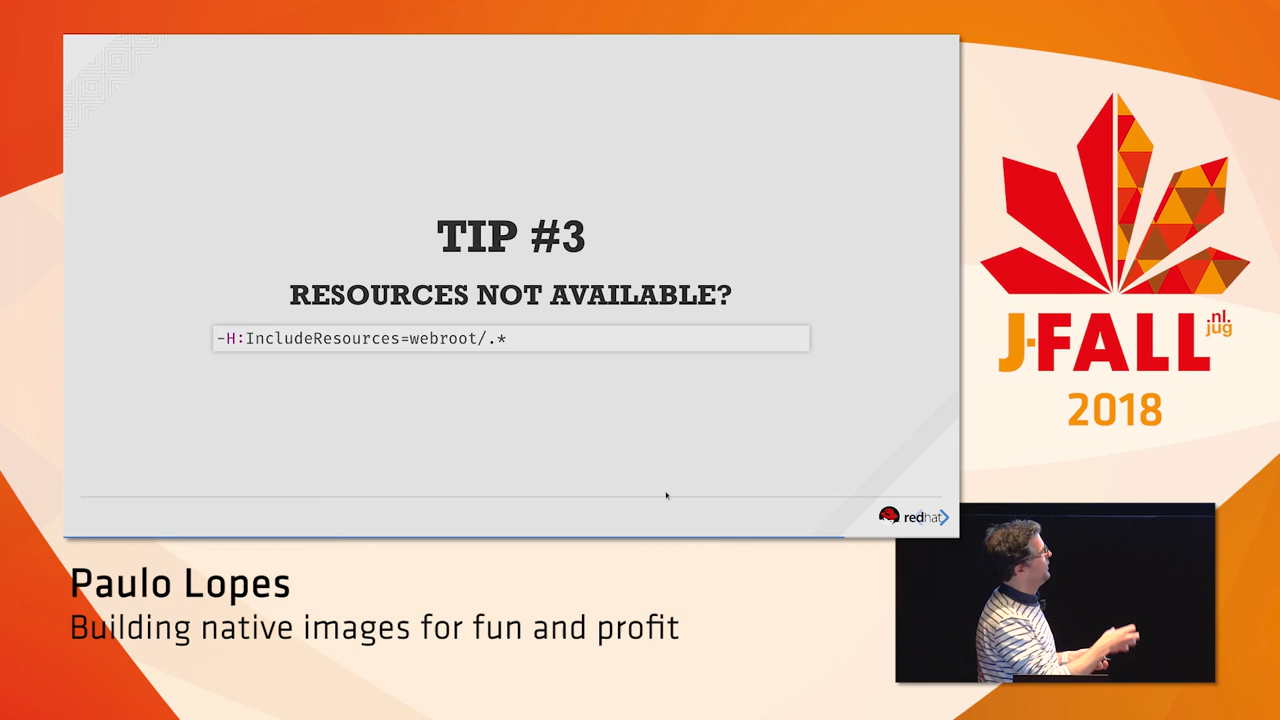 TIP #3
RESOURCES NOT AVAILABLE?
-H:IncludeResources=webroot/.*
redhat
J-FALL
nl.
jug
2018
Paulo Lopes
Building native images for fun and profit